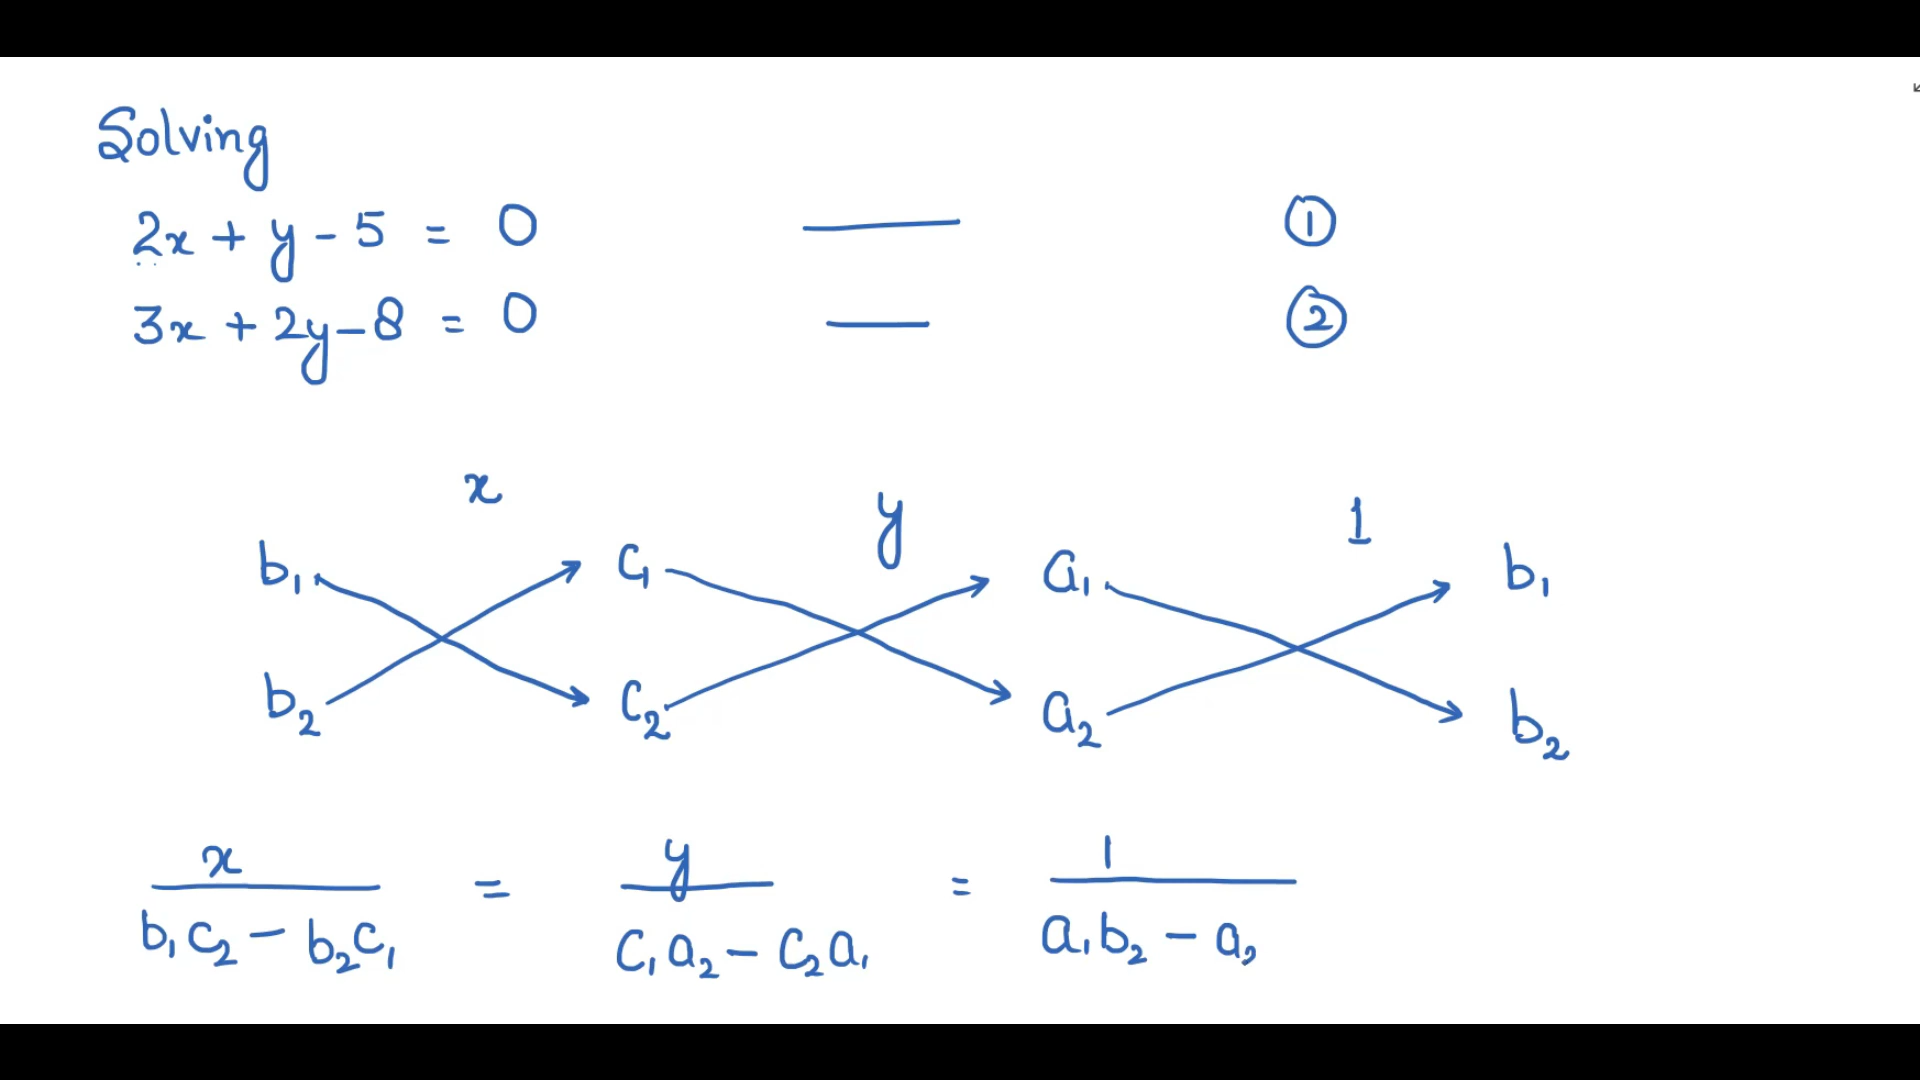 Solving
2x + y - 5 = 0 —— ①
3x + 2y - 8 = 0 —— ②
x y 1
b₁ c₁ a₁ b₁
b₂ c₂ a₂ b₂
x/(b₁c₂ - b₂c₁) = y/(c₁a₂ - c₂a₁) = 1/(a₁b₂ - a₂